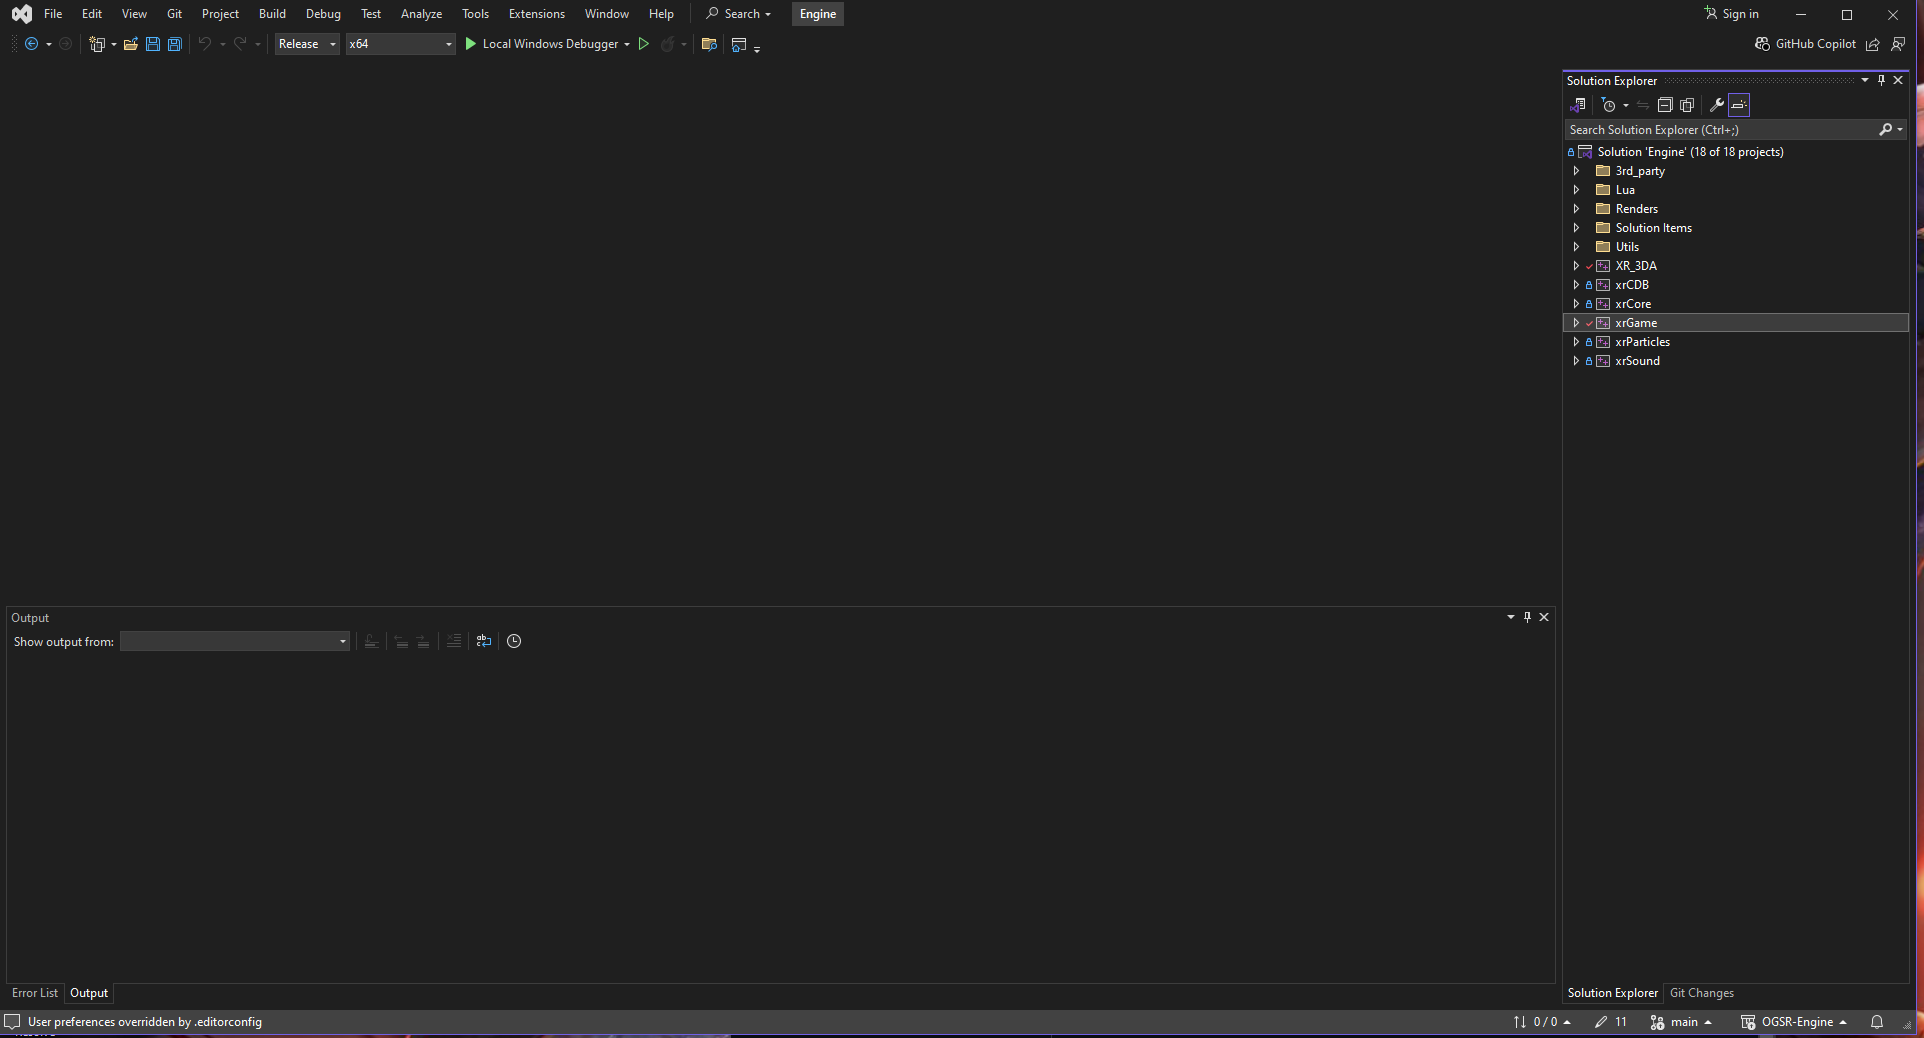 File Edit View Git Project Build Debug Test Analyze Tools Extensions Window Help Search Engine Sign in
Release x64 Local Windows Debugger GitHub Copilot
Solution Explorer
Search Solution Explorer (Ctrl+;)
Solution 'Engine' (18 of 18 projects)
3rd_party
Lua
Renders
Solution Items
Utils
XR_3DA
xrCDB
xrCore
xrGame
xrParticles
xrSound
Output
Show output from:
Error List Output
Solution Explorer Git Changes
User preferences overridden by .editorconfig 0 / 0 11 main OGSR-Engine